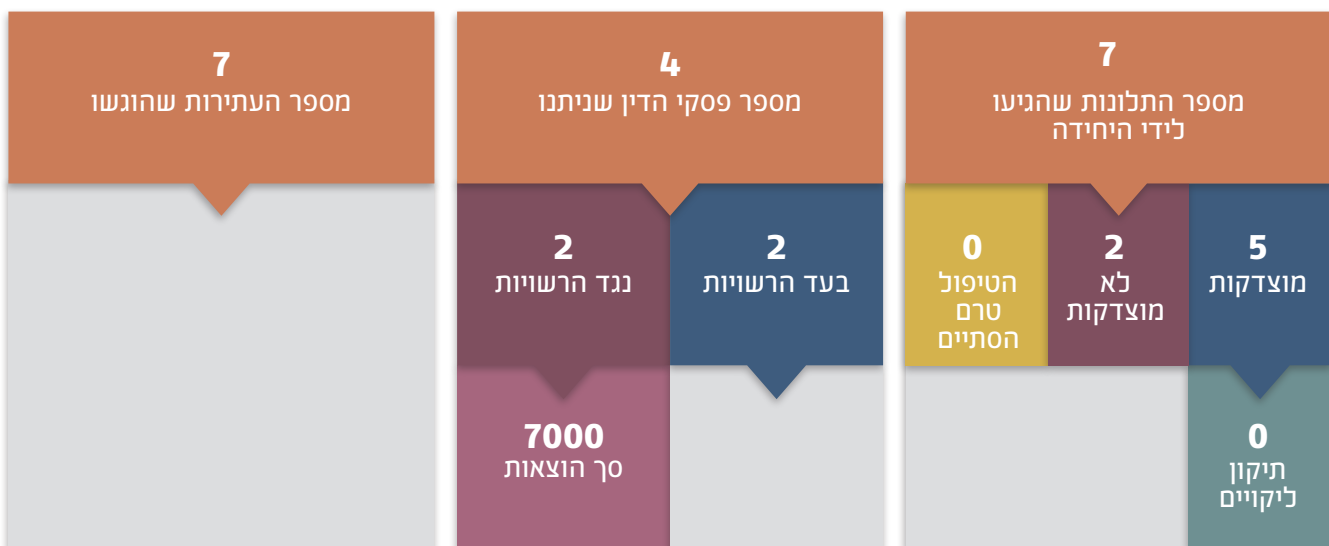 7
מספר התלונות שהגיעו
לידי היחידה
5
מוצדקות
2
לא
מוצדקות
0
הטיפול
טרם
הסתיים
0
תיקון
ליקויים
4
מספר פסקי הדין שניתנו
2
בעד הרשויות
2
נגד הרשויות
7000
סך הוצאות
7
מספר העתירות שהוגשו